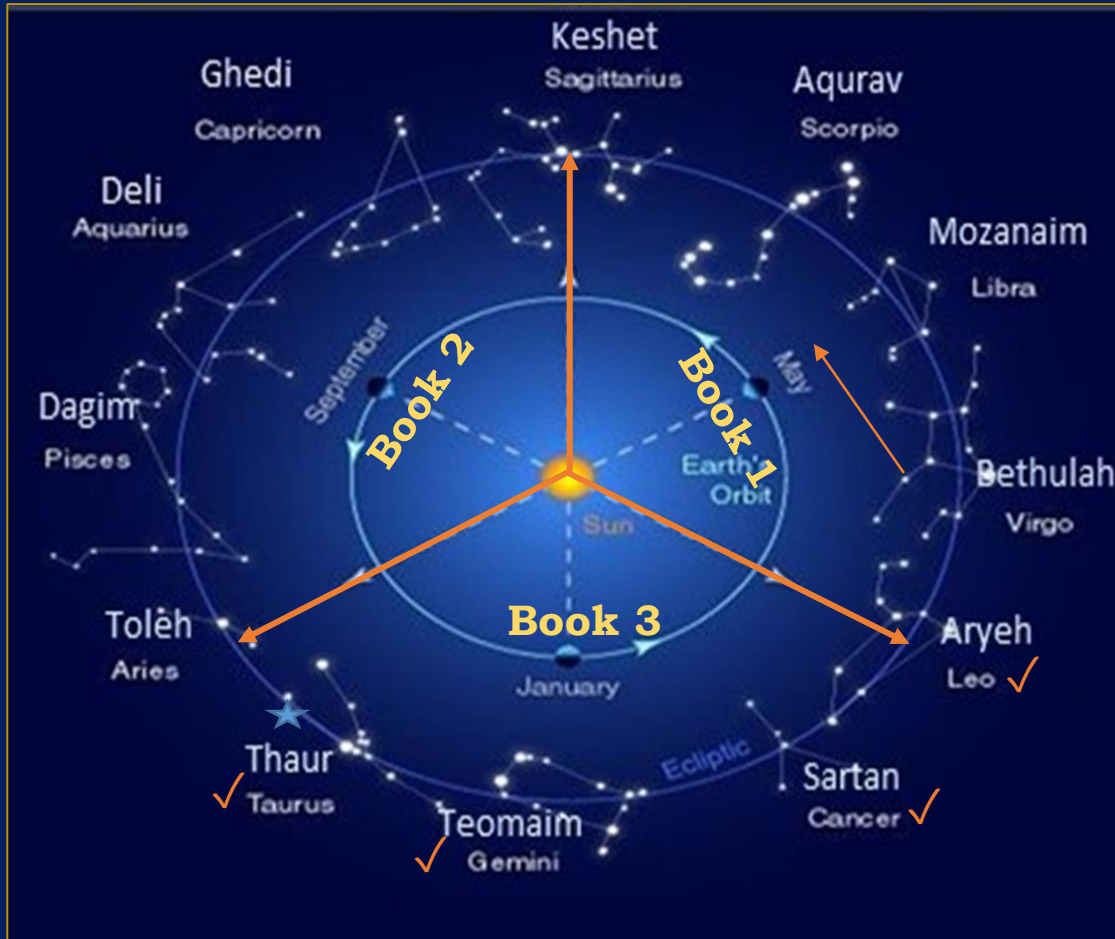 Keshet
Sagittarius
Ghedi
Capricorn
Aqurav
Scorpio
Deli
Aquarius
Mozanaim
Libra
September
Book 2
Book 1
May
Dagim
Pisces
Earth's
Orbit
Bethulah
Virgo
Sun
Toleh
Aries
Book 3
January
Aryeh
Leo
Ecliptic
Thaur
Taurus
Teomaim
Gemini
Sartan
Cancer